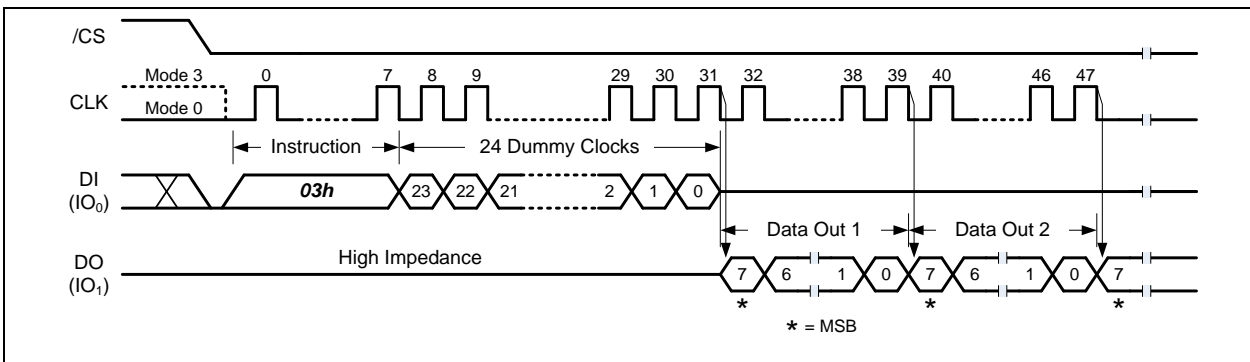 /CS
Mode 3 0 7 8 9 29 30 31 32 38 39 40 46 47
CLK
Mode 0
Instruction 24 Dummy Clocks
DI
(IO0)
03h 23 22 21 2 1 0
Data Out 1 Data Out 2
DO
(IO1)
High Impedance
7 6 1 0 7 6 1 0 7
* * *
* = MSB